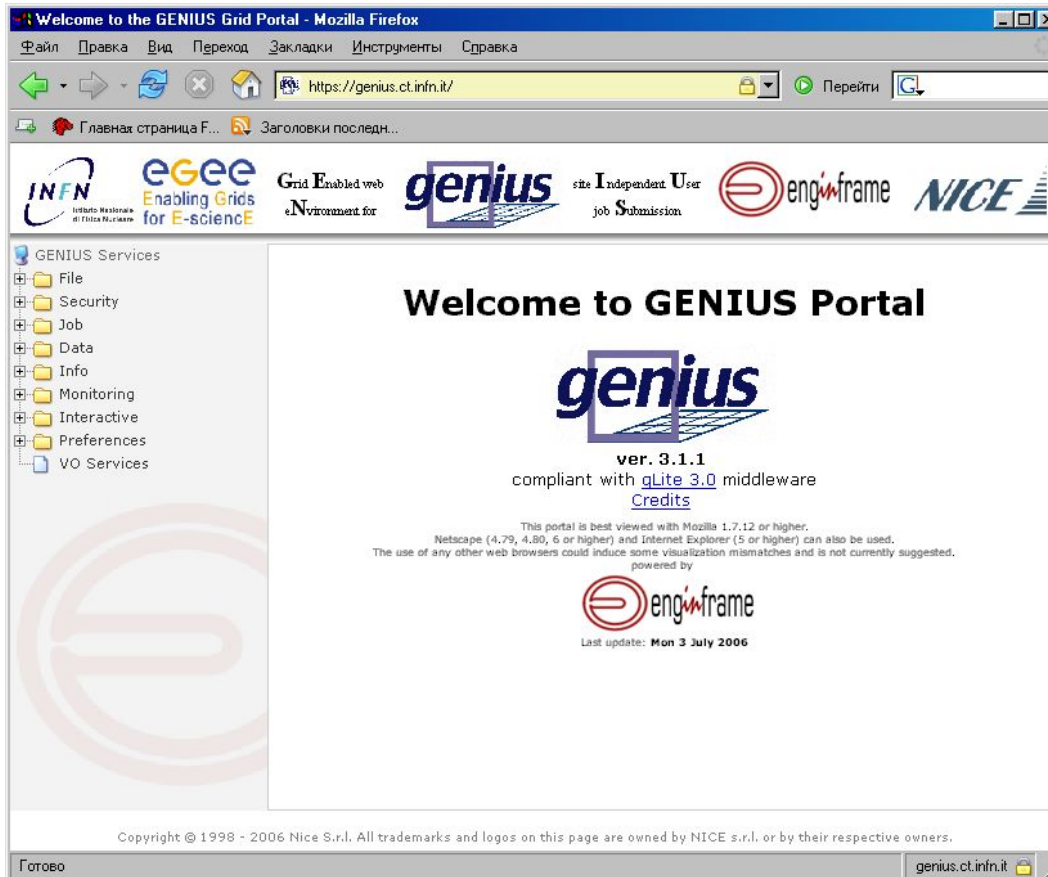 Welcome to the GENIUS Grid Portal - Mozilla Firefox
Файл Правка Вид Переход Закладки Инструменты Справка
https://genius.ct.infn.it/ Перейти G
Главная страница F... Заголовки последн...
INFN
Istituto Nazionale
di Fisica Nucleare
eGee
Enabling Grids
for E-sciencE
Grid Enabled web
eNvironment for
genius
site Independent User
job Submission
enginframe
NICE
GENIUS Services
File
Security
Job
Data
Info
Monitoring
Interactive
Preferences
VO Services
Welcome to GENIUS Portal
genius
ver. 3.1.1
compliant with gLite 3.0 middleware
Credits
This portal is best viewed with Mozilla 1.7.12 or higher.
Netscape (4.79, 4.80, 6 or higher) and Internet Explorer (5 or higher) can also be used.
The use of any other web browsers could induce some visualization mismatches and is not currently suggested.
powered by
enginframe
Last update: Mon 3 July 2006
Copyright © 1998 - 2006 Nice S.r.l. All trademarks and logos on this page are owned by NICE s.r.l. or by their respective owners.
Готово genius.ct.infn.it